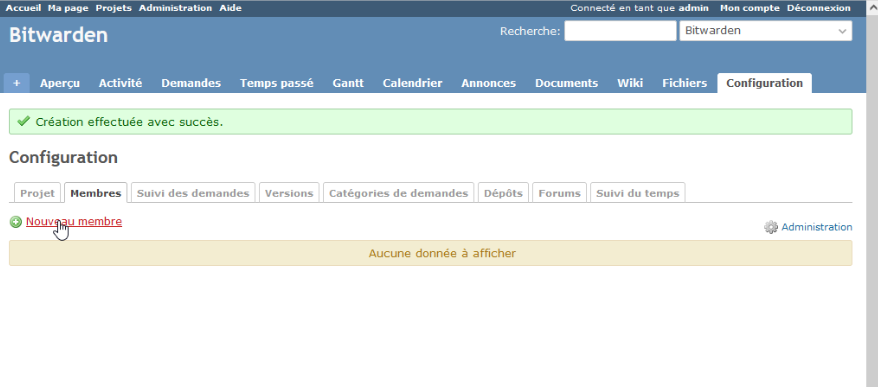 Accueil Ma page Projets Administration Aide Connecté en tant que admin Mon compte Déconnexion
Bitwarden Recherche: Bitwarden
+ Aperçu Activité Demandes Temps passé Gantt Calendrier Annonces Documents Wiki Fichiers Configuration
Création effectuée avec succès.
Configuration
Projet Membres Suivi des demandes Versions Catégories de demandes Dépôts Forums Suivi du temps
Nouveau membre Administration
Aucune donnée à afficher